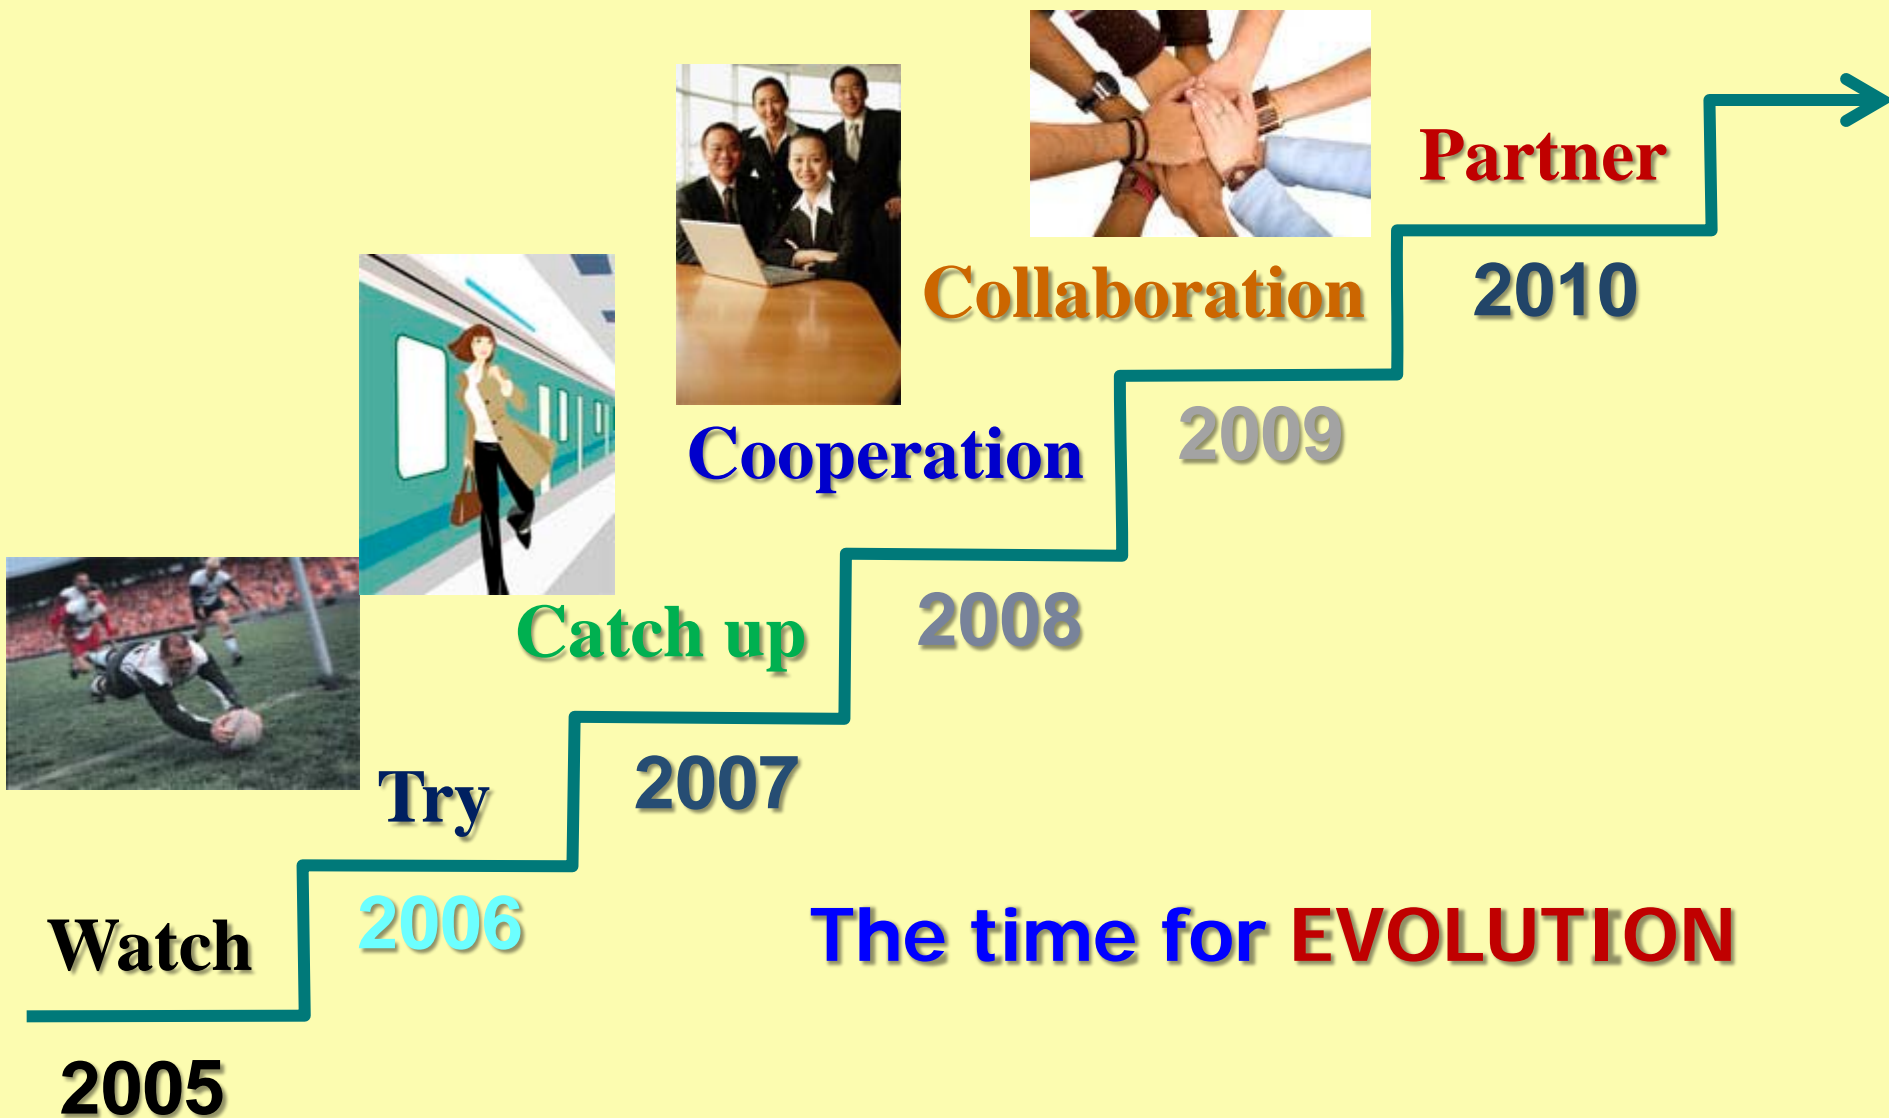 Partner
2010
Collaboration
2009
Cooperation
2008
Catch up
2007
Try
2006
Watch
2005
The time for EVOLUTION